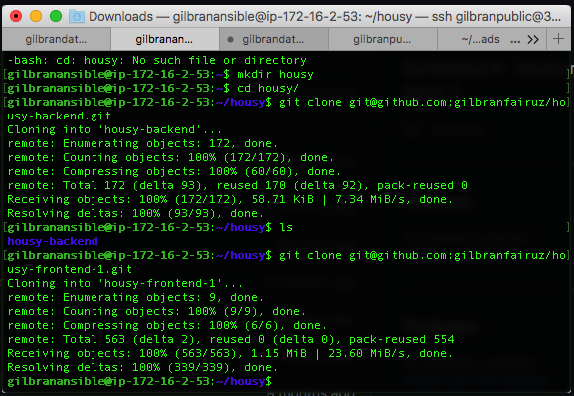 Downloads — gilbranansible@ip-172-16-2-53: ~/housy — ssh gilbranpublic@3...
gilbrandat... gilbranan... gilbrandat... gilbranpu... ~/...ads ... >> +
-bash: cd: housy: No such file or directory
[gilbranansible@ip-172-16-2-53:~$ mkdir housy ]
[gilbranansible@ip-172-16-2-53:~$ cd housy/ ]
[gilbranansible@ip-172-16-2-53:~/housy$ git clone git@github.com:gilbranfairuz/ho]
usy-backend.git
Cloning into 'housy-backend'...
remote: Enumerating objects: 172, done.
remote: Counting objects: 100% (172/172), done.
remote: Compressing objects: 100% (60/60), done.
remote: Total 172 (delta 93), reused 170 (delta 92), pack-reused 0
Receiving objects: 100% (172/172), 58.71 KiB | 7.34 MiB/s, done.
Resolving deltas: 100% (93/93), done.
[gilbranansible@ip-172-16-2-53:~/housy$ ls ]
housy-backend
[gilbranansible@ip-172-16-2-53:~/housy$ git clone git@github.com:gilbranfairuz/ho]
usy-frontend-1.git
Cloning into 'housy-frontend-1'...
remote: Enumerating objects: 9, done.
remote: Counting objects: 100% (9/9), done.
remote: Compressing objects: 100% (6/6), done.
remote: Total 563 (delta 2), reused 0 (delta 0), pack-reused 554
Receiving objects: 100% (563/563), 1.15 MiB | 23.60 MiB/s, done.
Resolving deltas: 100% (339/339), done.
gilbranansible@ip-172-16-2-53:~/housy$